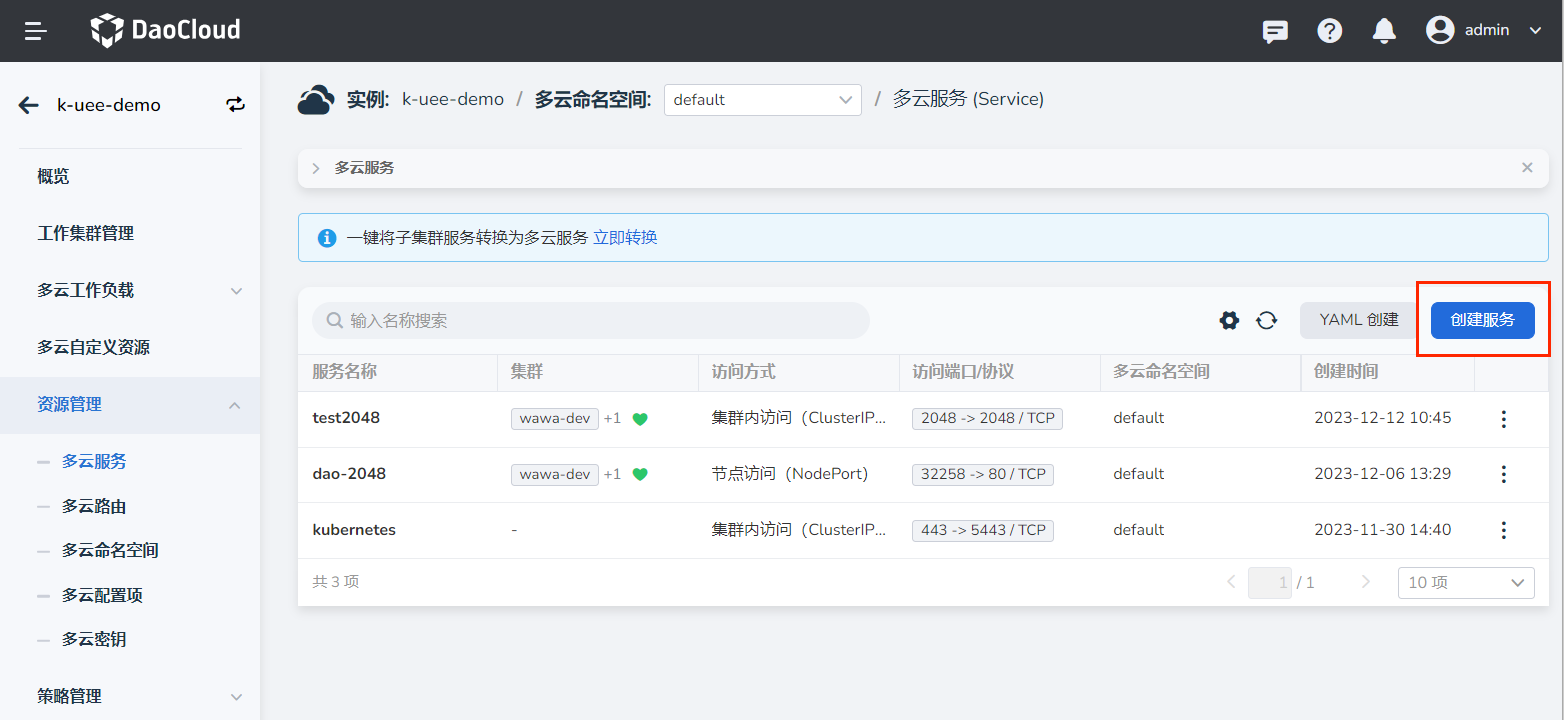 DaoCloud
admin
k-uee-demo
概览
工作集群管理
多云工作负载
多云自定义资源
资源管理
多云服务
多云路由
多云命名空间
多云配置项
多云密钥
策略管理
实例: k-uee-demo / 多云命名空间: default / 多云服务 (Service)
多云服务
一键将子集群服务转换为多云服务 立即转换
输入名称搜索 YAML 创建 创建服务
服务名称 集群 访问方式 访问端口/协议 多云命名空间 创建时间
test2048 wawa-dev +1 集群内访问（ClusterIP... 2048 -> 2048 / TCP default 2023-12-12 10:45
dao-2048 wawa-dev +1 节点访问（NodePort） 32258 -> 80 / TCP default 2023-12-06 13:29
kubernetes - 集群内访问（ClusterIP... 443 -> 5443 / TCP default 2023-11-30 14:40
共 3 项 1 / 1 10 项